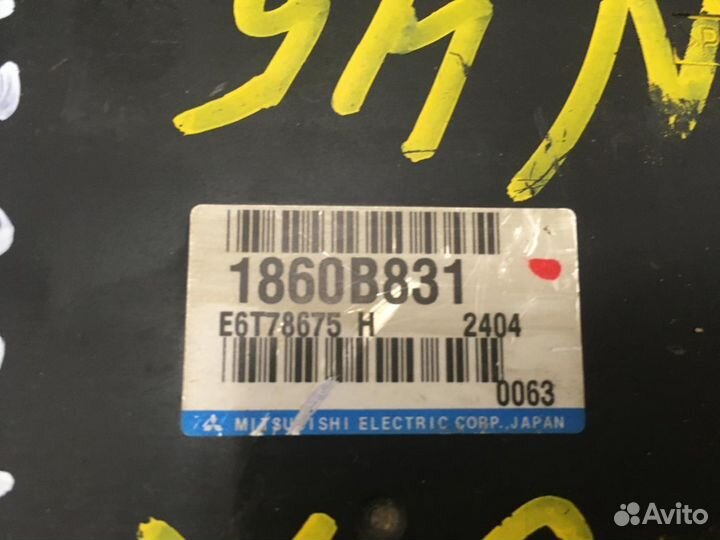 1860B831
E6T78675 H 2404
0063
MITSUBISHI ELECTRIC CORP., JAPAN
Avito